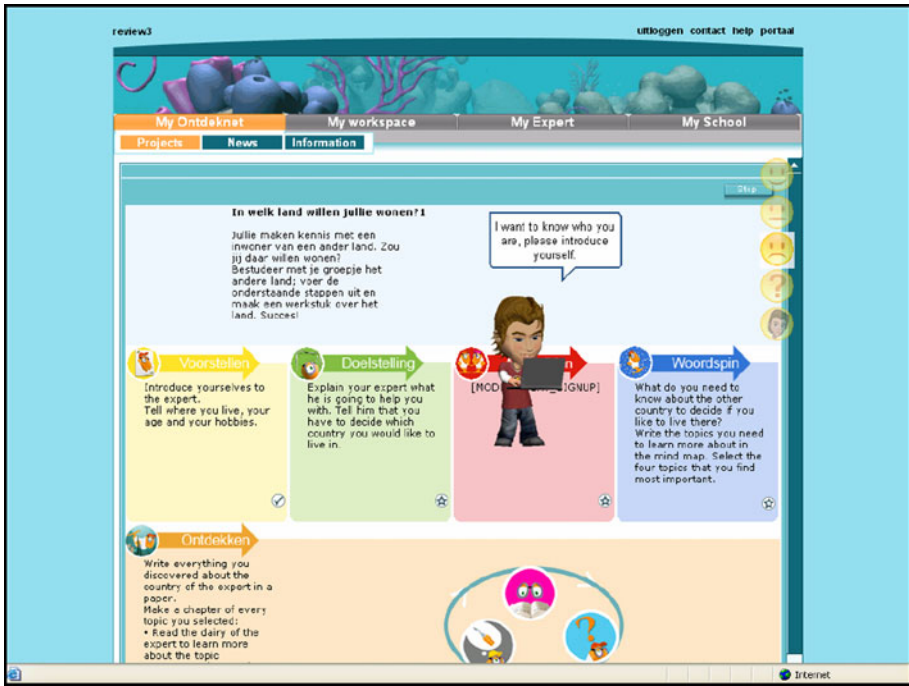 review3
uitloggen contact help portaal
My Ontdeknet
My workspace
My Expert
My School
Projects
News
Information
Stop
In welk land willen jullie wonen?1
Jullie maken kennis met een
inwoner van een ander land. Zou
jij daar willen wonen?
Bestudeer met je groepje het
andere land; voer de
onderstaande stappen uit en
maak een werkstuk over het
land. Succes!
I want to know who you
are, please introduce
yourself.
Voorstellen
Introduce yourselves to
the expert.
Tell where you live, your
age and your hobbies.
Doelstelling
Explain your expert what
he is going to help you
with. Tell him that you
have to decide which
country you would like to
live in.
Woordspin
What do you need to
know about the other
country to decide if you
like to live there?
Write the topics you need
to learn more about in
the mind map. Select the
four topics that you find
most important.
Ontdekken
Write everything you
discovered about the
country of the expert in a
paper.
Make a chapter of every
topic you selected:
• Read the dairy of the
expert to learn more
about the topic
Internet